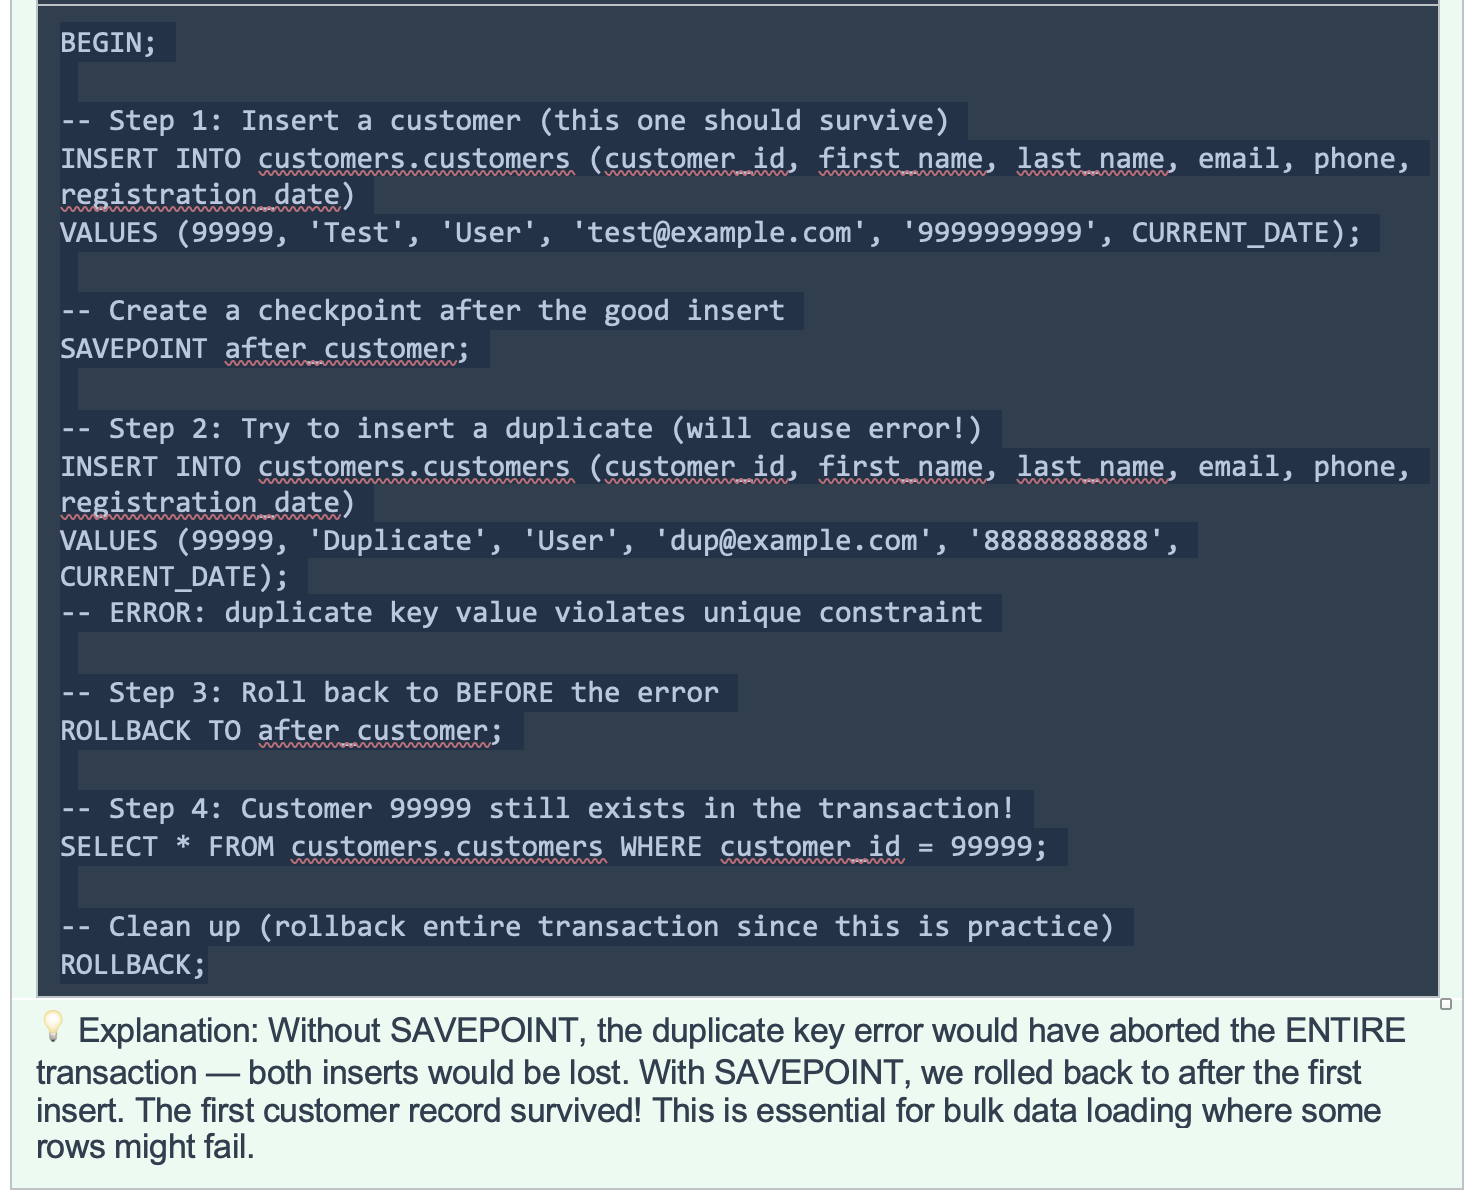 BEGIN;
-- Step 1: Insert a customer (this one should survive)
INSERT INTO customers.customers (customer_id, first_name, last_name, email, phone,
registration_date)
VALUES (99999, 'Test', 'User', 'test@example.com', '9999999999', CURRENT_DATE);
-- Create a checkpoint after the good insert
SAVEPOINT after_customer;
-- Step 2: Try to insert a duplicate (will cause error!)
INSERT INTO customers.customers (customer_id, first_name, last_name, email, phone,
registration_date)
VALUES (99999, 'Duplicate', 'User', 'dup@example.com', '8888888888',
CURRENT_DATE);
-- ERROR: duplicate key value violates unique constraint
-- Step 3: Roll back to BEFORE the error
ROLLBACK TO after_customer;
-- Step 4: Customer 99999 still exists in the transaction!
SELECT * FROM customers.customers WHERE customer_id = 99999;
-- Clean up (rollback entire transaction since this is practice)
ROLLBACK;
💡 Explanation: Without SAVEPOINT, the duplicate key error would have aborted the ENTIRE
transaction — both inserts would be lost. With SAVEPOINT, we rolled back to after the first
insert. The first customer record survived! This is essential for bulk data loading where some
rows might fail.